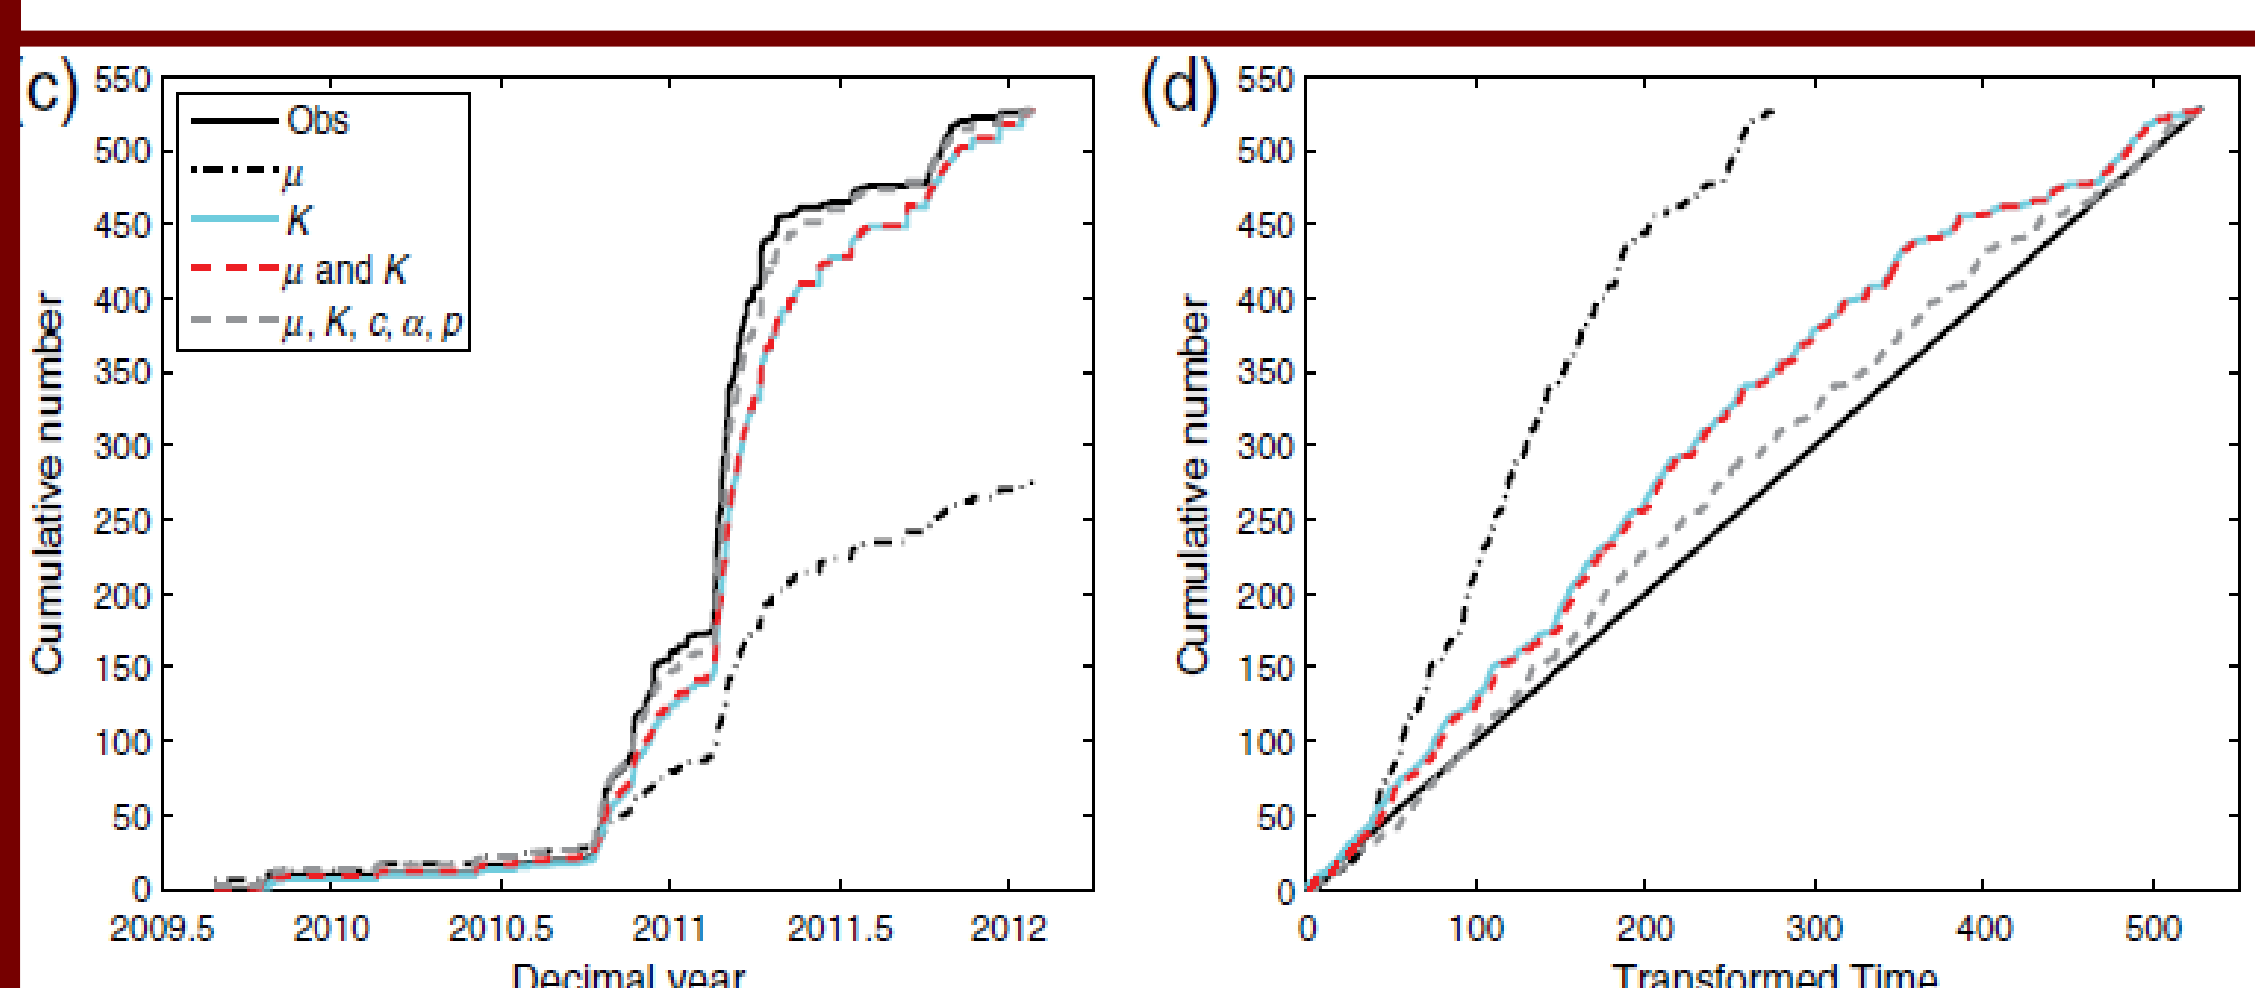 (c)
550
500
450
400
350
300
250
200
150
100
50
0
Cumulative number
Obs
μ
K
μ and K
μ, K, c, α, p
2009.5 2010 2010.5 2011 2011.5 2012
Decimal year
(d)
550
500
450
400
350
300
250
200
150
100
50
0
Cumulative number
0 100 200 300 400 500
Transformed Time